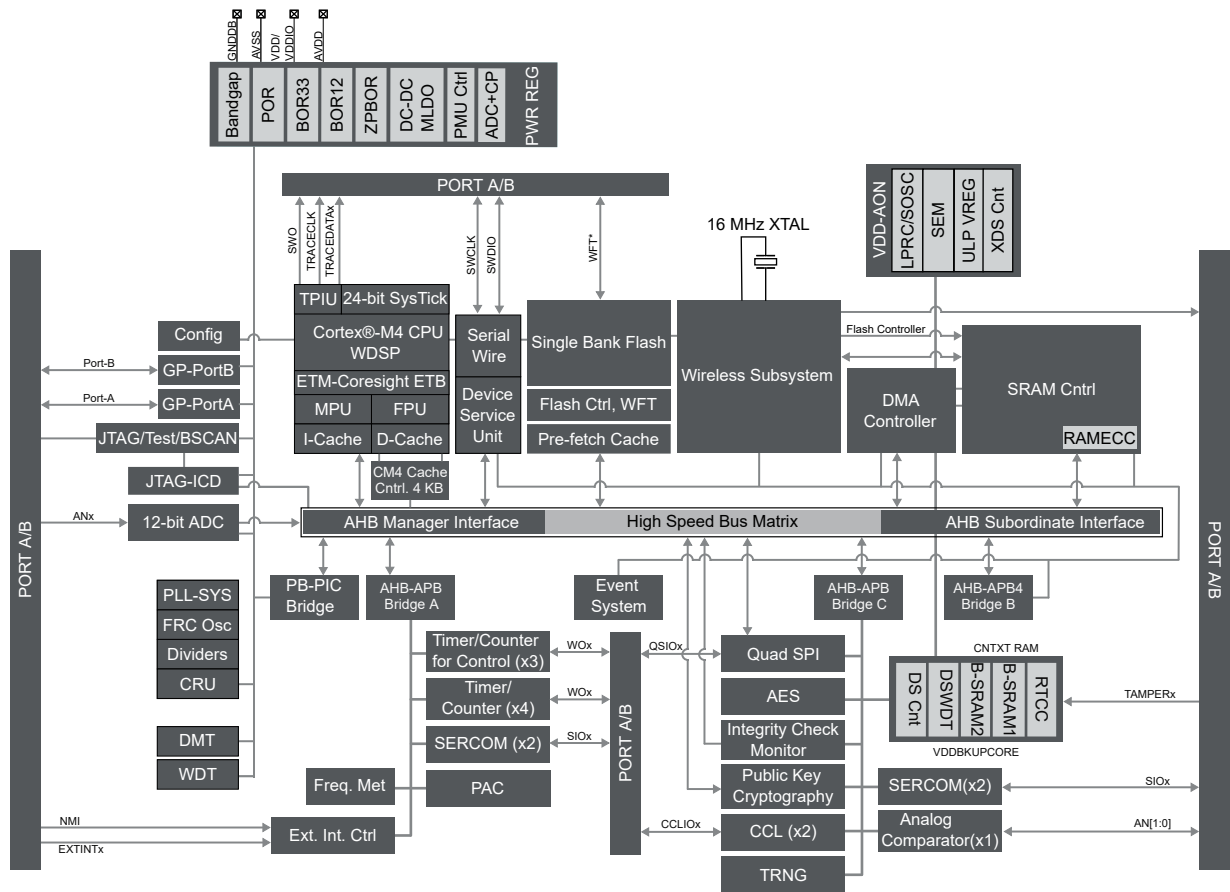 GNDDB
AVSS
VDD/
VDDIO
AVDD
Bandgap
POR
BOR33
BOR12
ZPBOR
DC-DC
MLDO
PMU Ctrl
ADC+CP
PWR REG
PORT A/B
SWO
TRACECLK
TRACEDATAx
SWCLK
SWDIO
WFT*
16 MHz XTAL
VDD-AON
LPRC/SOSC
SEM
ULP VREG
XDS Cnt
TPIU
24-bit SysTick
Cortex®-M4 CPU
WDSP
ETM-Coresight ETB
MPU
FPU
I-Cache
D-Cache
CM4 Cache
Cntrl. 4 KB
Serial
Wire
Device
Service
Unit
Single Bank Flash
Flash Ctrl, WFT
Pre-fetch Cache
Wireless Subsystem
Flash Controller
DMA
Controller
SRAM Cntrl
RAMECC
Config
Port-B
GP-PortB
Port-A
GP-PortA
JTAG/Test/BSCAN
JTAG-ICD
ANx
12-bit ADC
PORT A/B
PORT A/B
AHB Manager Interface
High Speed Bus Matrix
AHB Subordinate Interface
PB-PIC
Bridge
AHB-APB
Bridge A
Event
System
AHB-APB
Bridge C
AHB-APB4
Bridge B
PLL-SYS
FRC Osc
Dividers
CRU
DMT
WDT
Timer/Counter
for Control (x3)
WOx
Timer/
Counter (x4)
WOx
SERCOM (x2)
SIOx
Freq. Met
PAC
NMI
EXTINTx
Ext. Int. Ctrl
PORT A/B
QSIOx
Quad SPI
AES
Integrity Check
Monitor
Public Key
Cryptography
CCLIOx
CCL (x2)
TRNG
CNTXT RAM
DS Cnt
DSWDT
B-SRAM2
B-SRAM1
RTCC
VDDBKUPCORE
TAMPERx
SERCOM(x2)
SIOx
Analog
Comparator(x1)
AN[1:0]